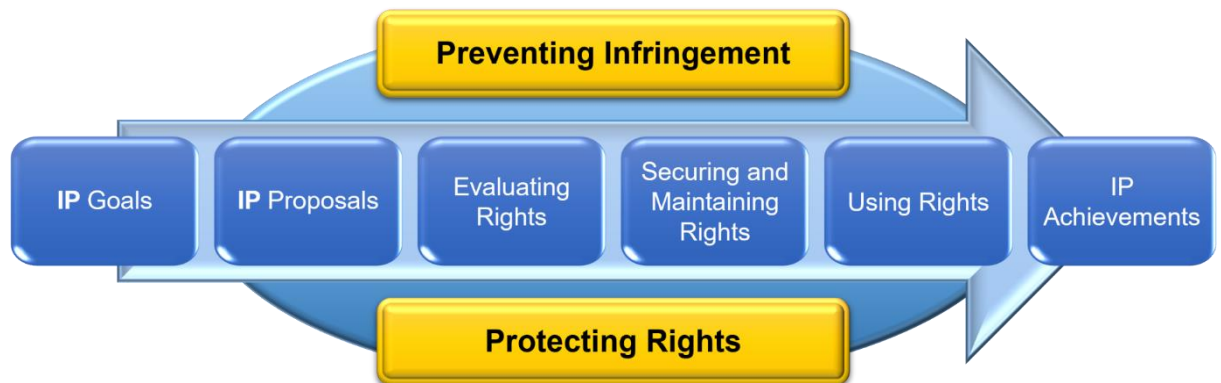 Preventing Infringement
IP Goals
IP Proposals
Evaluating
Rights
Securing and
Maintaining
Rights
Using Rights
IP
Achievements
Protecting Rights